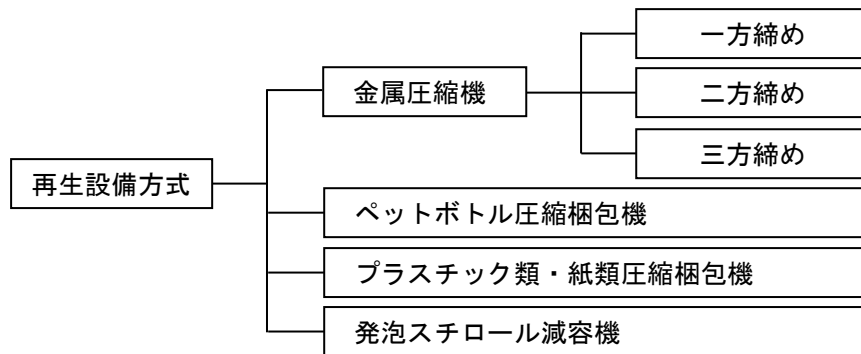 再生設備方式
金属圧縮機
一方締め
二方締め
三方締め
ペットボトル圧縮梱包機
プラスチック類・紙類圧縮梱包機
発泡スチロール減容機